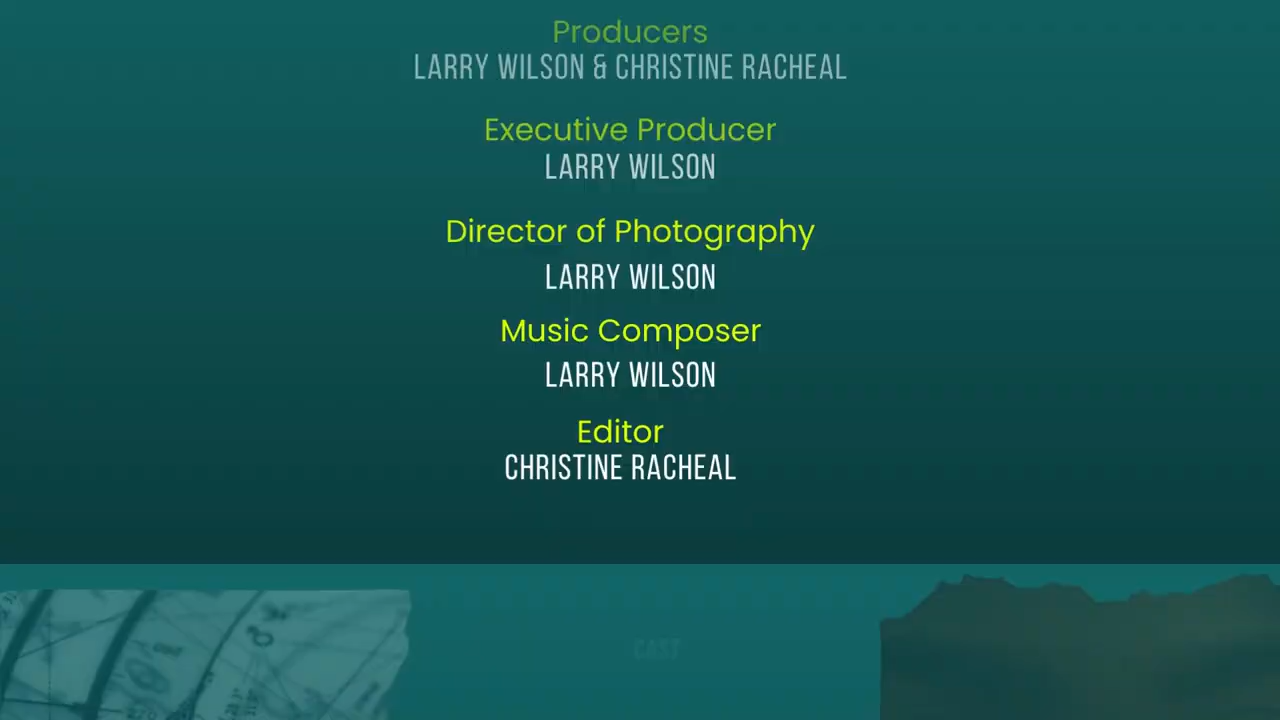 Producers
LARRY WILSON & CHRISTINE RACHEAL
Executive Producer
LARRY WILSON
Director of Photography
LARRY WILSON
Music Composer
LARRY WILSON
Editor
CHRISTINE RACHEAL
CAST